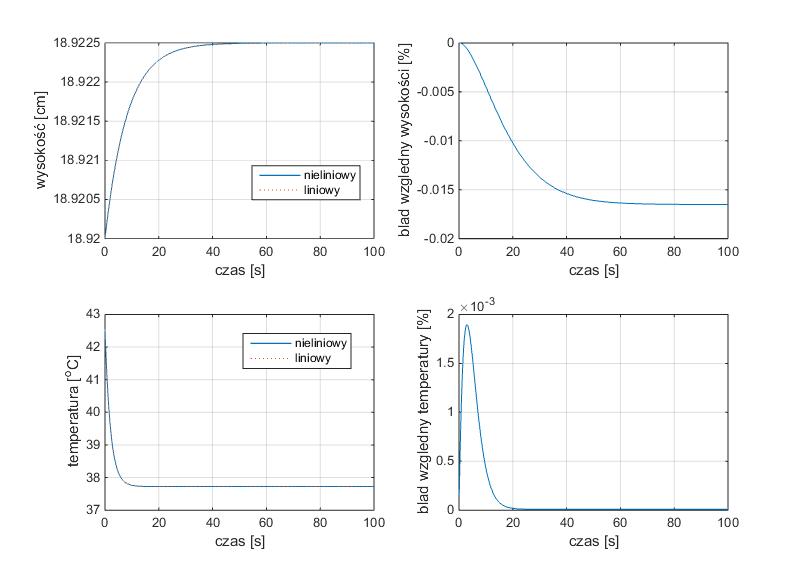 18.9225
18.922
18.9215
18.921
18.9205
18.92
wysokość [cm]
nieliniowy
liniowy
0 20 40 60 80 100
czas [s]
0
-0.005
-0.01
-0.015
-0.02
blad wzgledny wysokości [%]
0 20 40 60 80 100
czas [s]
43
42
41
40
39
38
37
temperatura [°C]
nieliniowy
liniowy
0 20 40 60 80 100
czas [s]
×10⁻³
2
1.5
1
0.5
0
blad wzgledny temperatury [%]
0 20 40 60 80 100
czas [s]